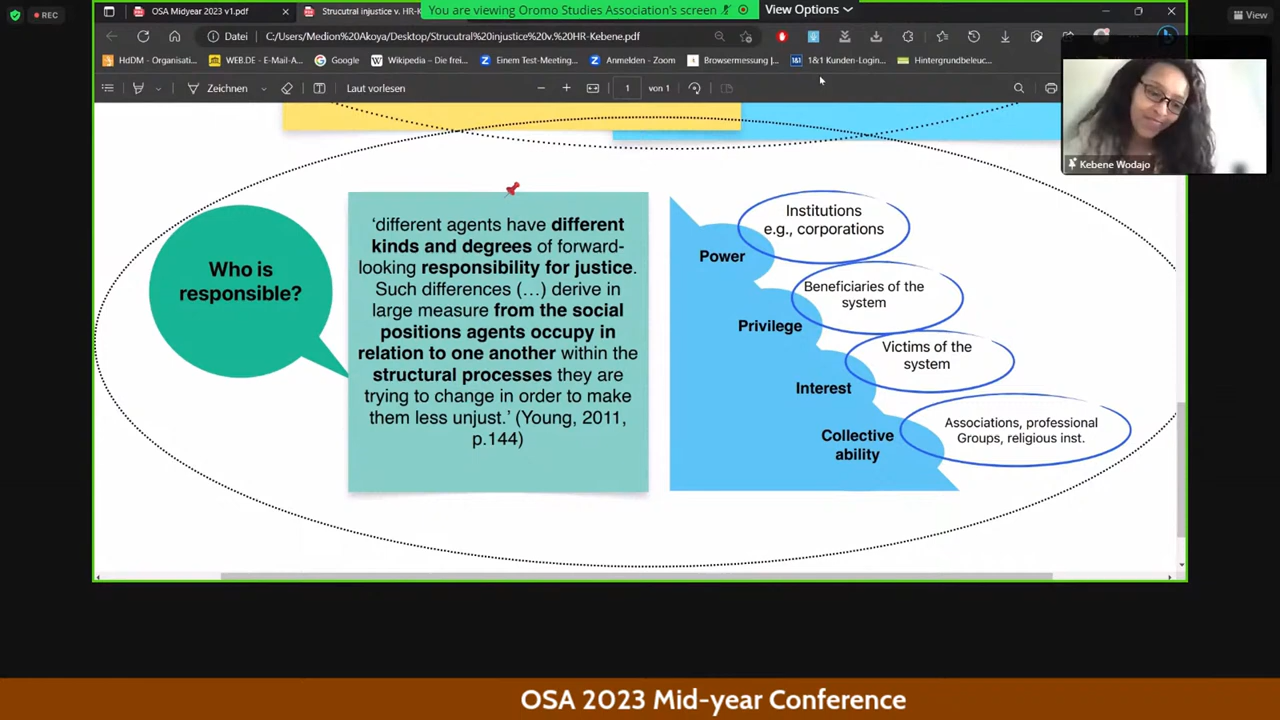 REC
You are viewing Oromo Studies Association's screen
View Options
View
OSA Midyear 2023 v1.pdf
Strucutral injustice v. HR-K
Datei
C:/Users/Medion%20Akoya/Desktop/Strucutral%20injustice%20v.%20HR-Kebene.pdf
HdDM - Organisati...
WEB.DE - E-Mail-A...
Google
Wikipedia – Die frei...
Einem Test-Meeting...
Anmelden - Zoom
Browsermessung |...
1&1 Kunden-Login...
Hintergrundbeleuc...
Zeichnen
Laut vorlesen
1
von 1
Kebene Wodajo
Who is
responsible?
‘different agents have different
kinds and degrees of forward-
looking responsibility for justice.
Such differences (…) derive in
large measure from the social
positions agents occupy in
relation to one another within the
structural processes they are
trying to change in order to make
them less unjust.’ (Young, 2011,
p.144)
Institutions
e.g., corporations
Power
Beneficiaries of the
system
Privilege
Victims of the
system
Interest
Associations, professional
Groups, religious inst.
Collective
ability
OSA 2023 Mid-year Conference